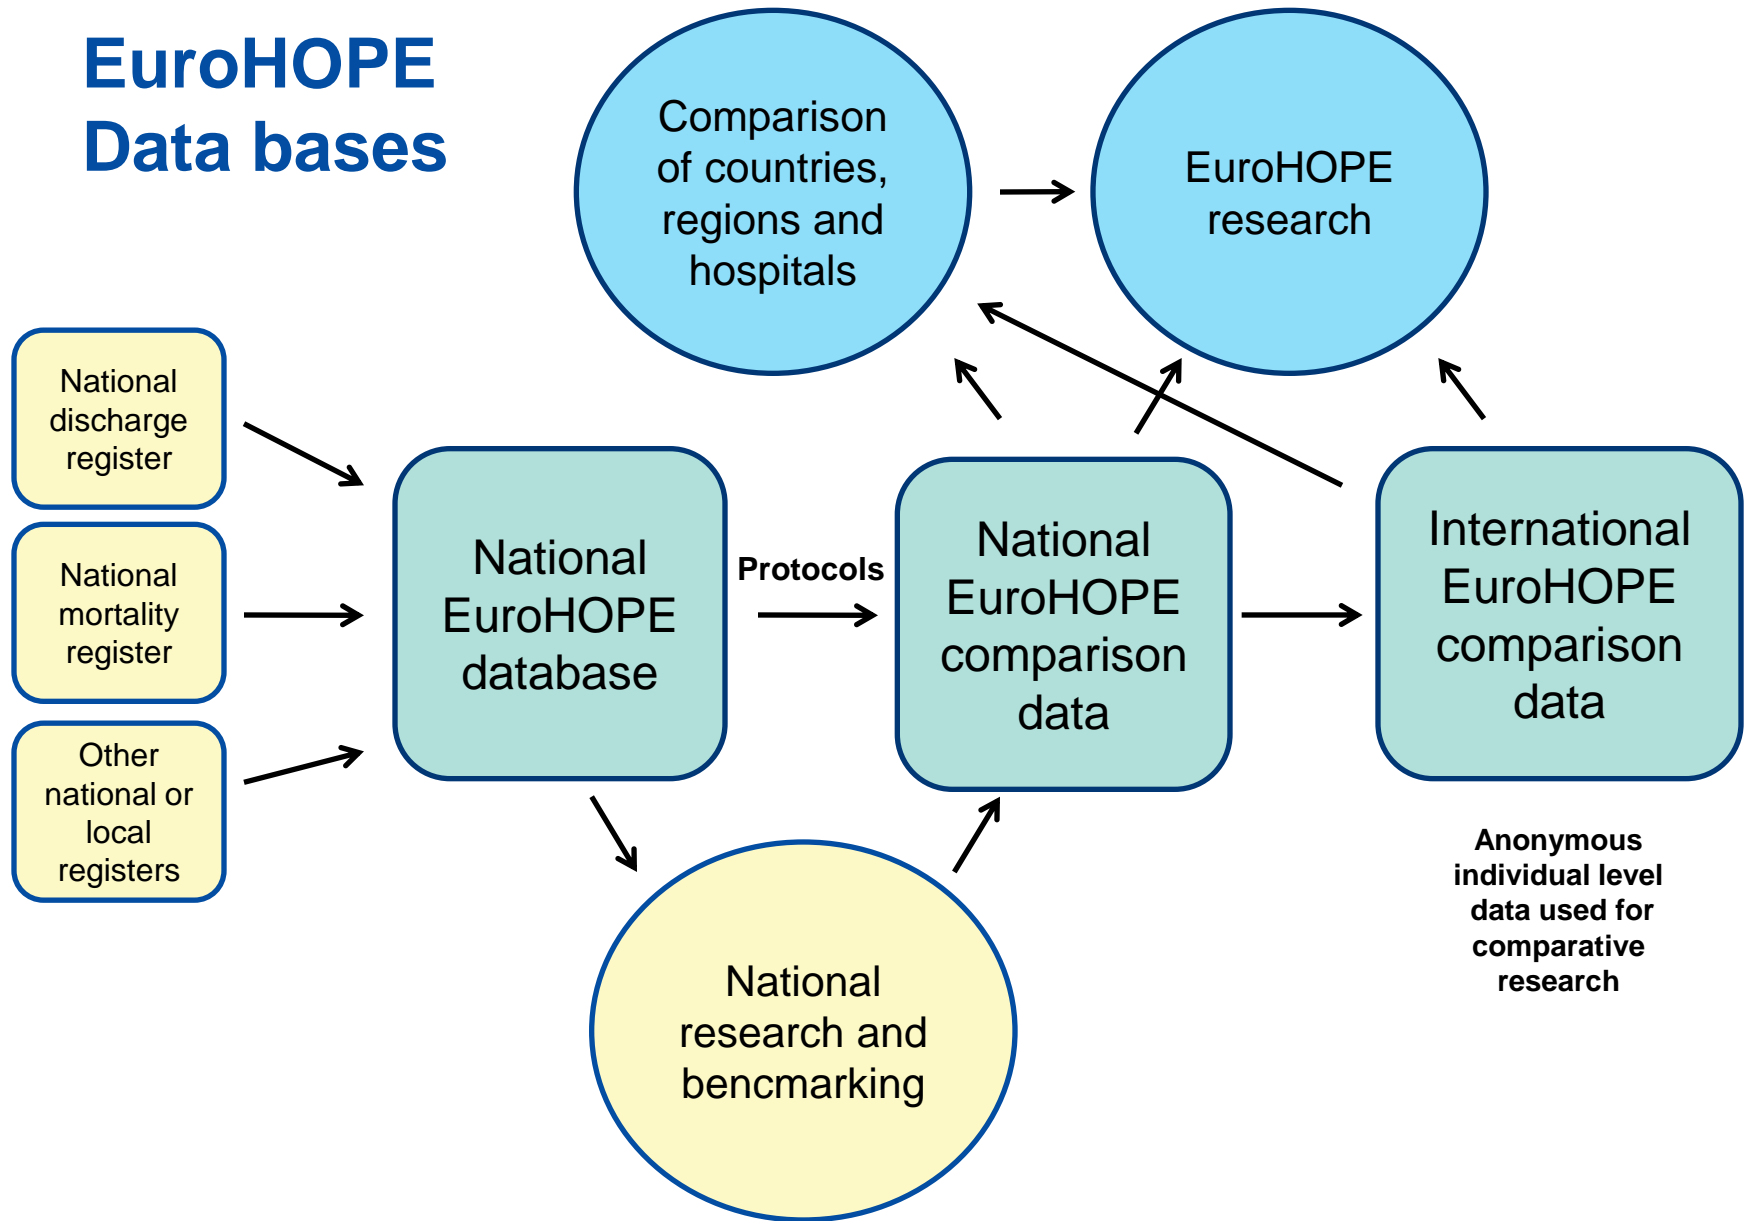 EuroHOPE
Data bases
Comparison
of countries,
regions and
hospitals
EuroHOPE
research
National
discharge
register
National
mortality
register
Other
national or
local
registers
National
EuroHOPE
database
Protocols
National
EuroHOPE
comparison
data
International
EuroHOPE
comparison
data
Anonymous
individual level
data used for
comparative
research
National
research and
bencmarking